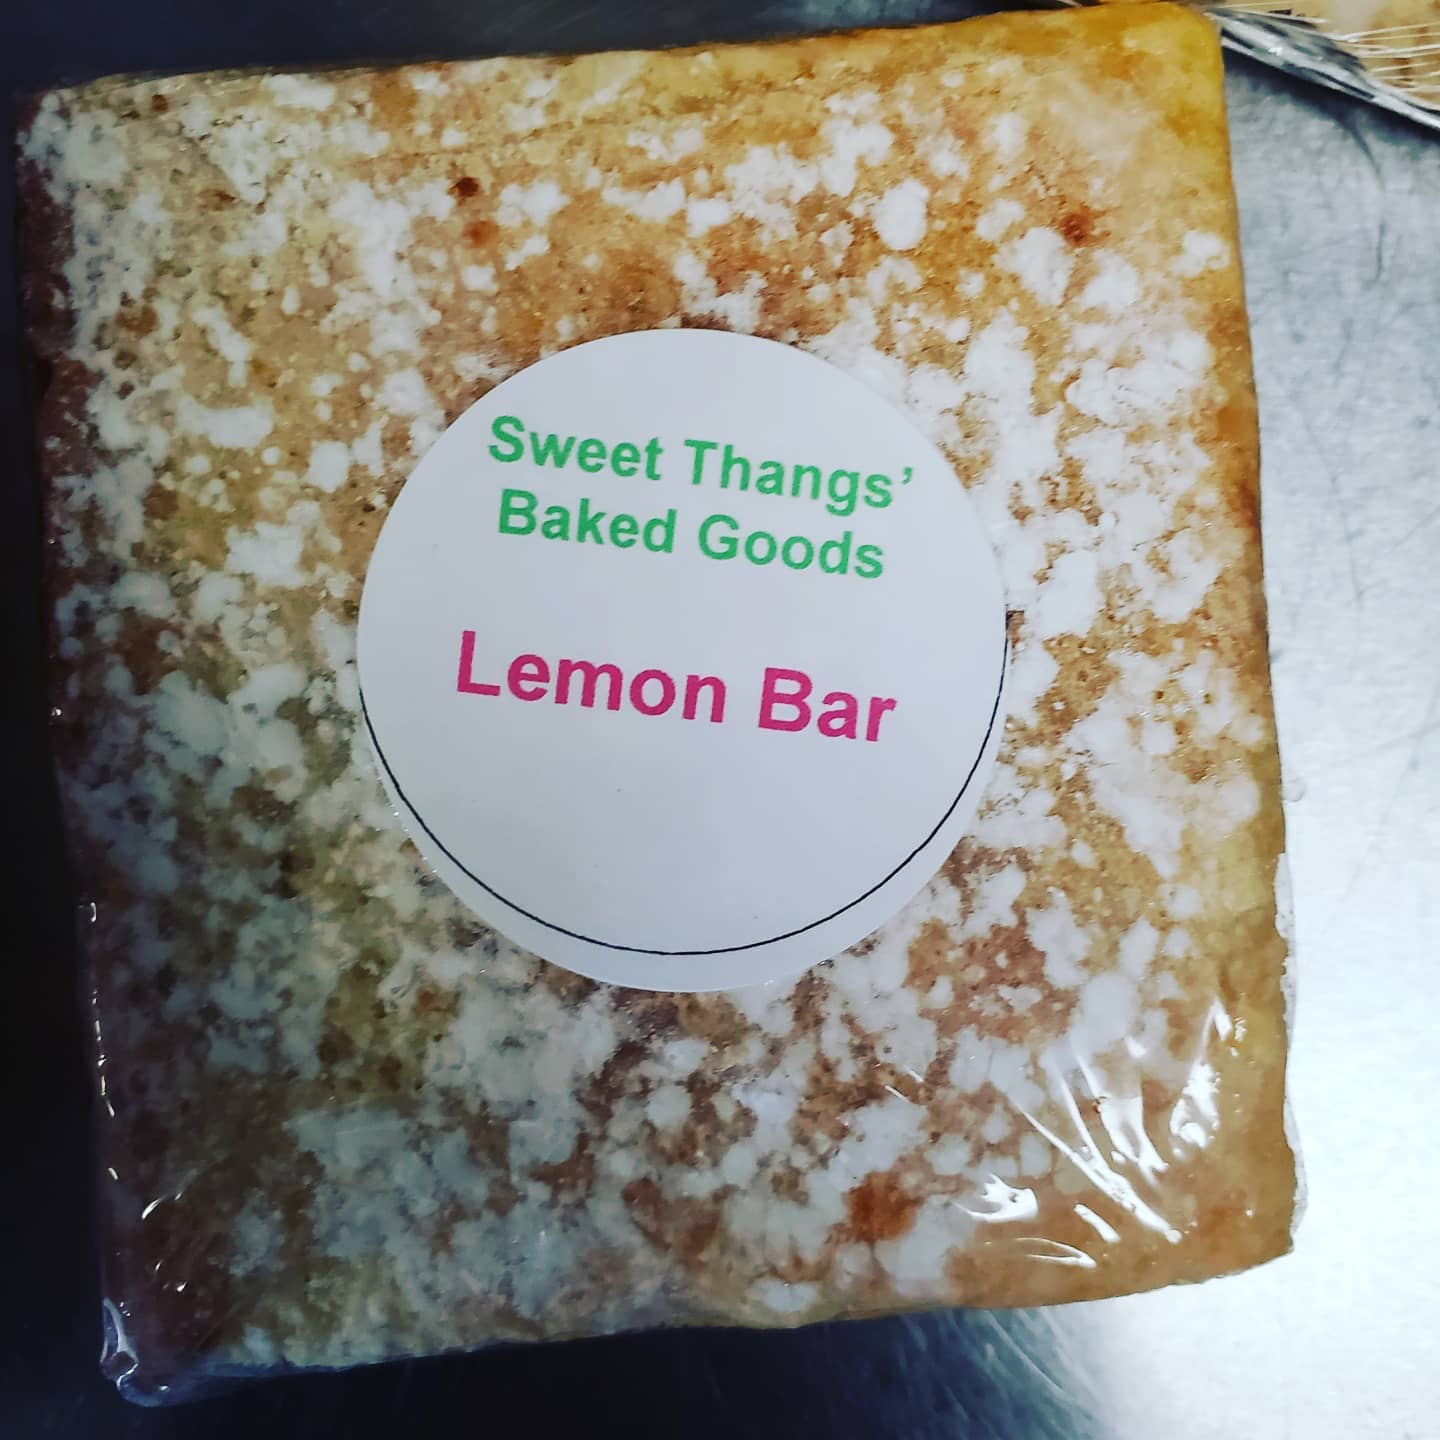 Sweet Thangs’
Baked Goods
Lemon Bar